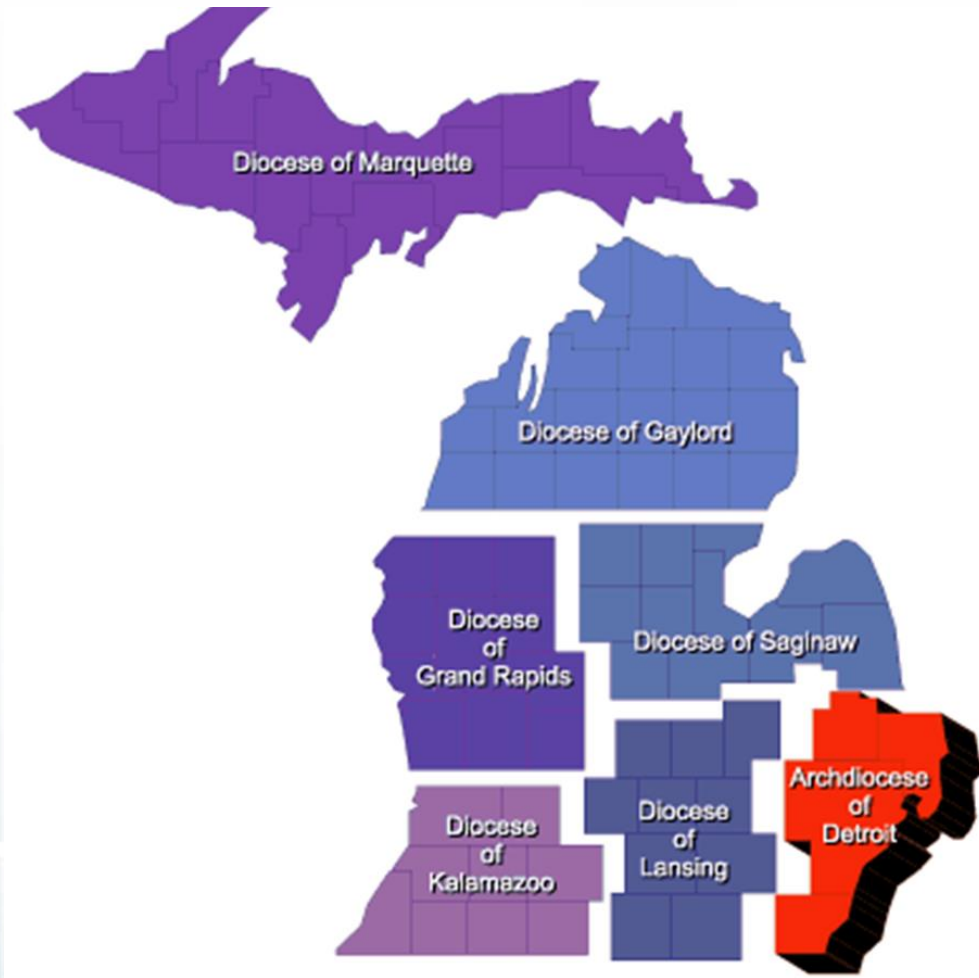 Diocese of Marquette
Diocese of Gaylord
Diocese
of
Grand Rapids
Diocese of Saginaw
Archdiocese
of
Detroit
Diocese
of
Lansing
Diocese
of
Kalamazoo